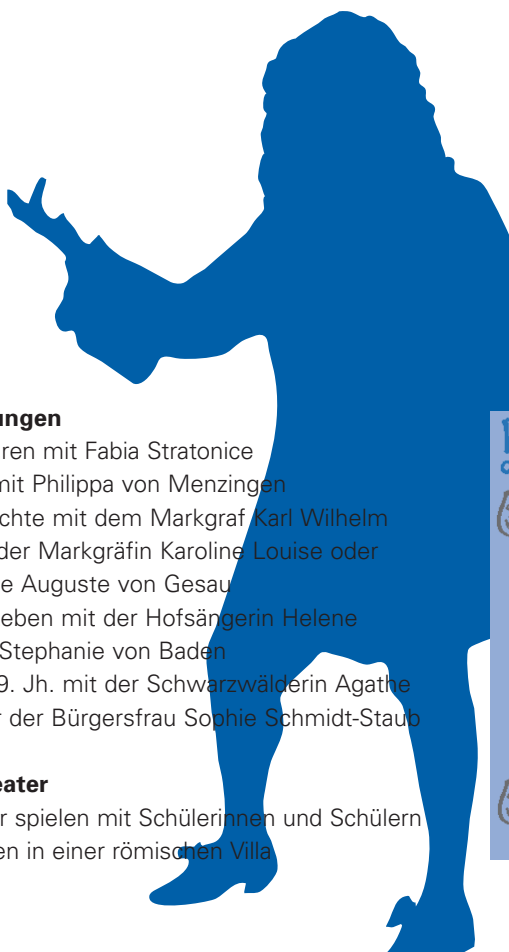 ungen
ren mit Fabia Stratonice
mit Philippa von Menzingen
chte mit dem Markgraf Karl Wilhelm
der Markgräfin Karoline Louise oder
e Auguste von Gesau
eben mit der Hofsängerin Helene
Stephanie von Baden
9. Jh. mit der Schwarzwälderin Agathe
r der Bürgersfrau Sophie Schmidt-Staub
eater
r spielen mit Schülerinnen und Schülern
en in einer römischen Villa